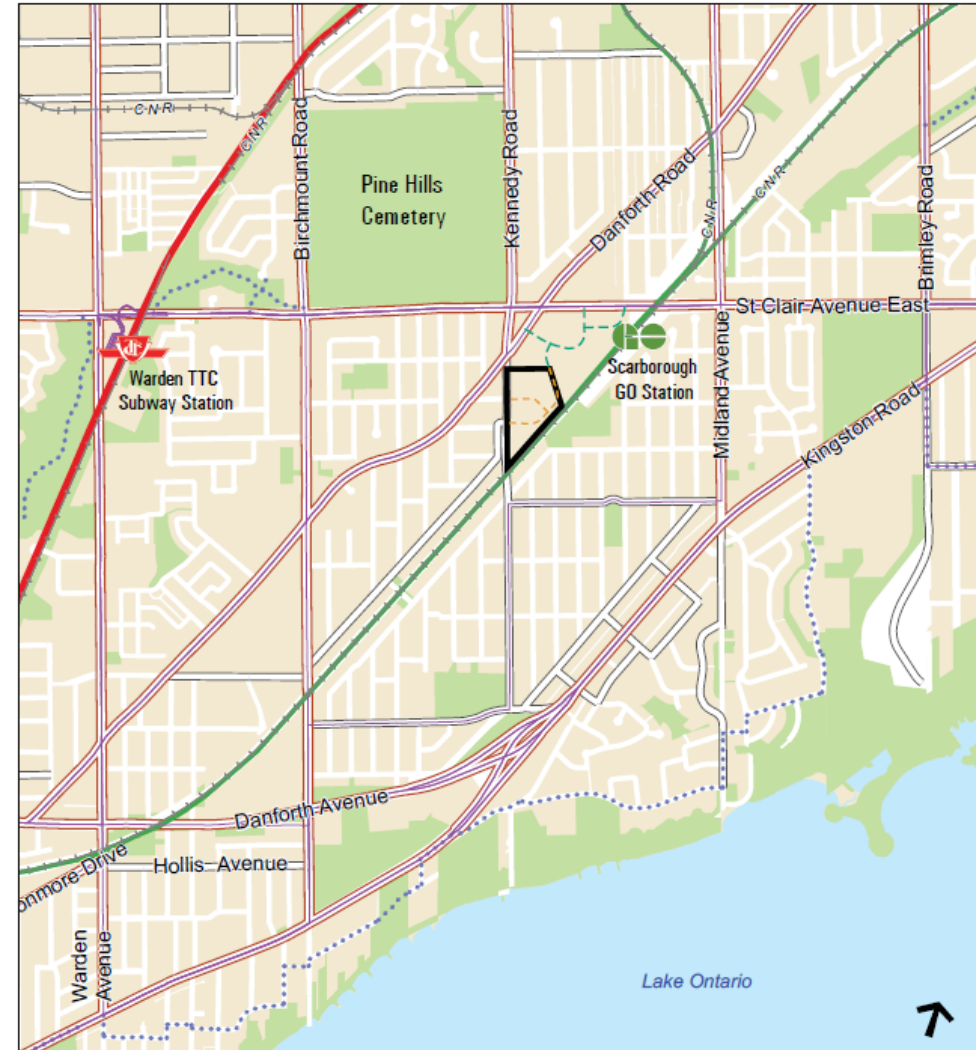 C-N-R
C-N-R
Birchmount Road
Pine Hills
Cemetery
Kennedy Road
Danforth Road
C-N-R
C-N-R
Brimley Road
St Clair Avenue East
Warden TTC
Subway Station
Scarborough
GO Station
Midland Avenue
Kingston Road
Danforth Avenue
Hollis Avenue
onmore Drive
Warden
Avenue
Lake Ontario